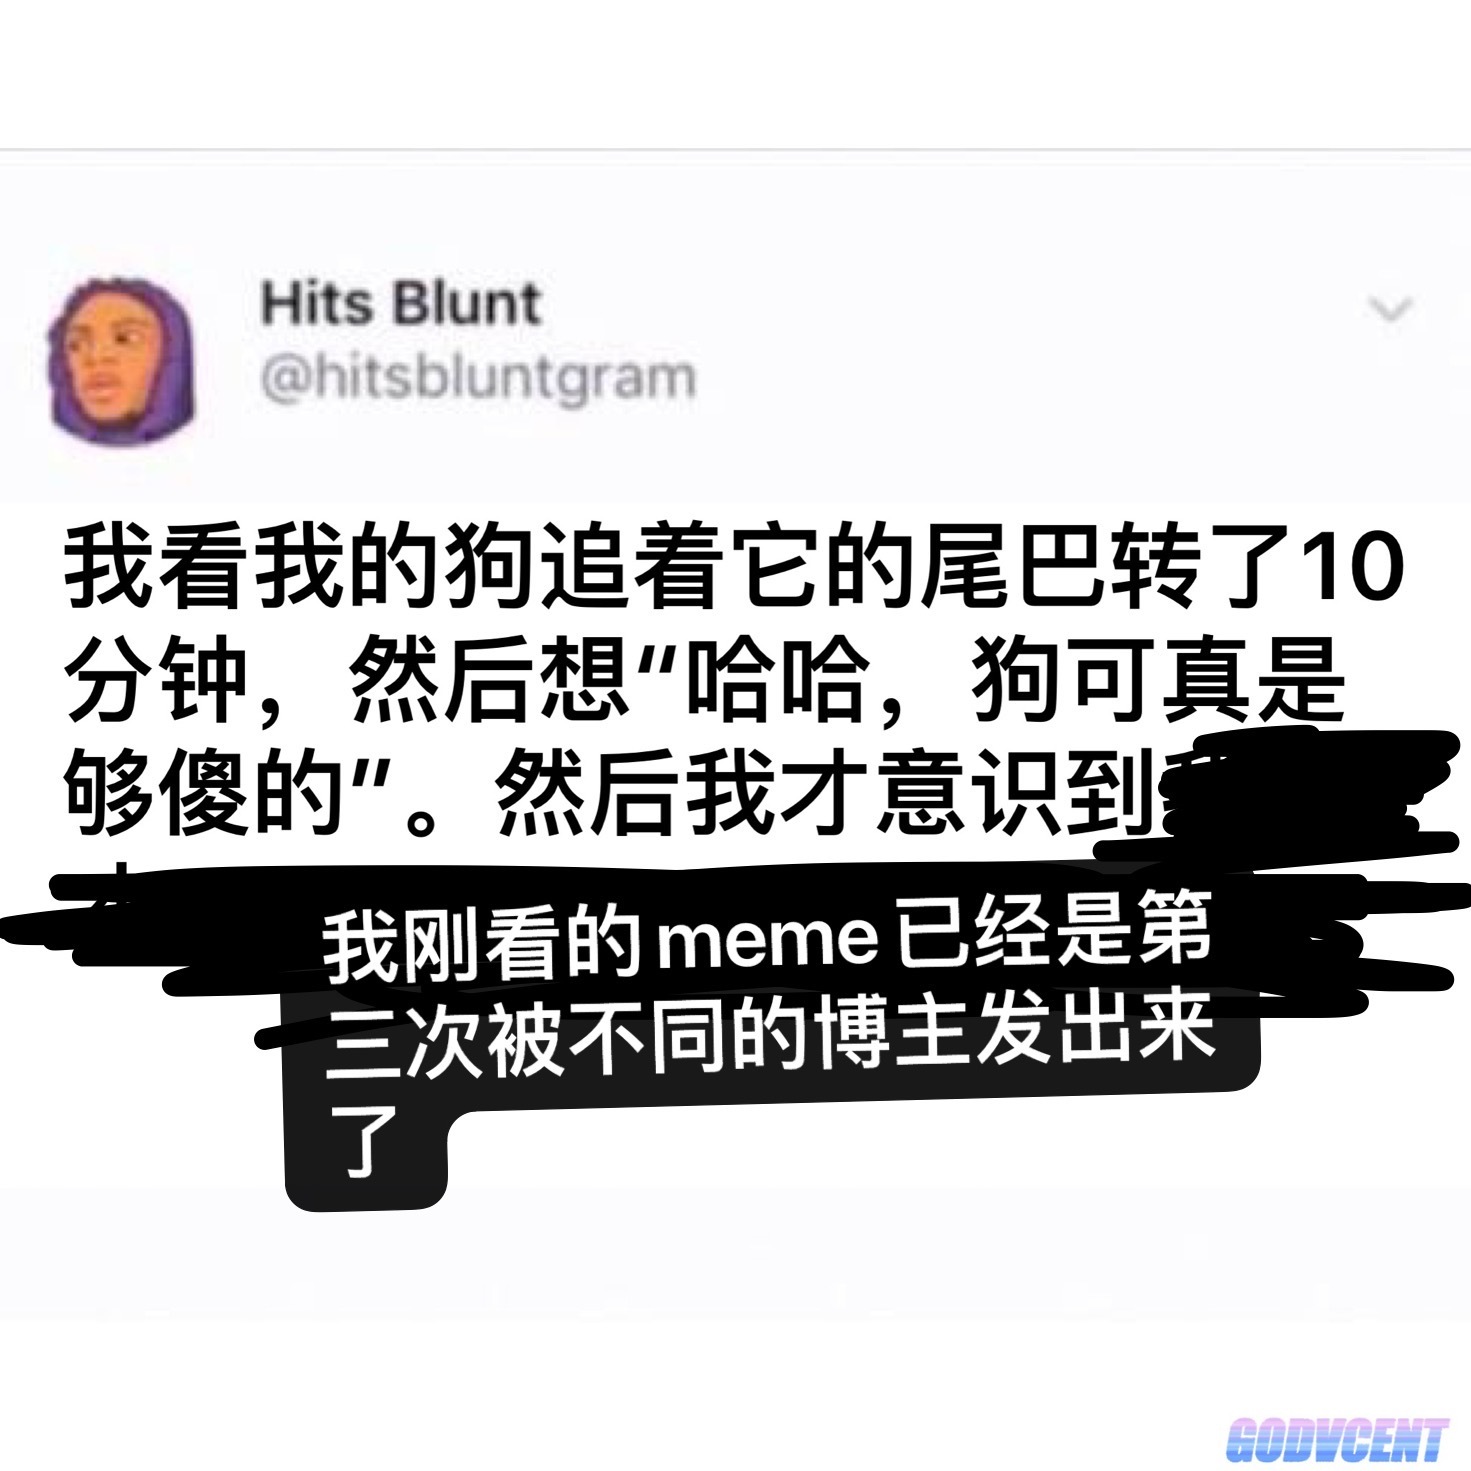 Hits Blunt
@hitsbluntgram
我看我的狗追着它的尾巴转了10
分钟，然后想“哈哈，狗可真是
够傻的”。然后我才意识到
我刚看的meme已经是第
三次被不同的博主发出来
了
GODVCENT